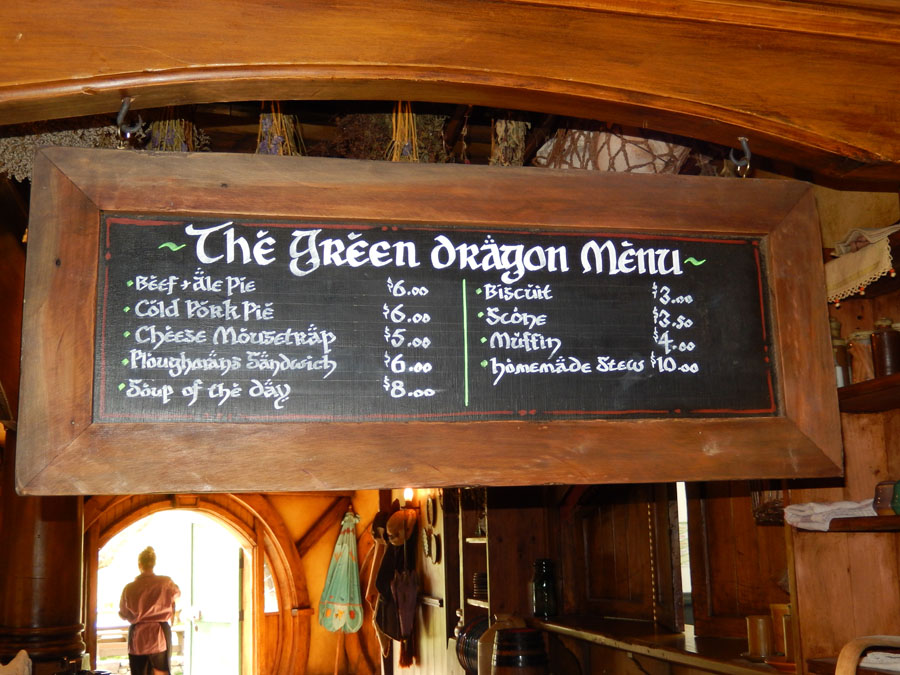 The Green Dragon Menu
Beef + Ale Pie $6.00
Cold Pork Pie $6.00
Cheese Mousetrap $5.00
Ploughmans Sandwich $6.00
Soup of the day $8.00
Biscuit $3.00
Scone $3.50
Muffin $4.00
homemade Stew $10.00